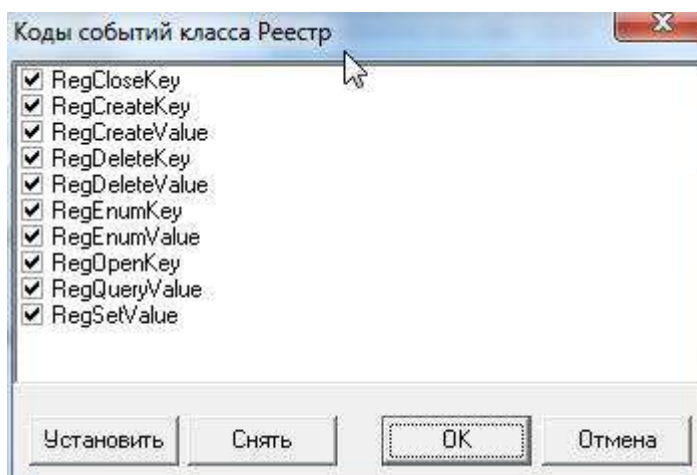 Коды событий класса Реестр
RegCloseKey
RegCreateKey
RegCreateValue
RegDeleteKey
RegDeleteValue
RegEnumKey
RegEnumValue
RegOpenKey
RegQueryValue
RegSetValue
Установить Снять OK Отмена